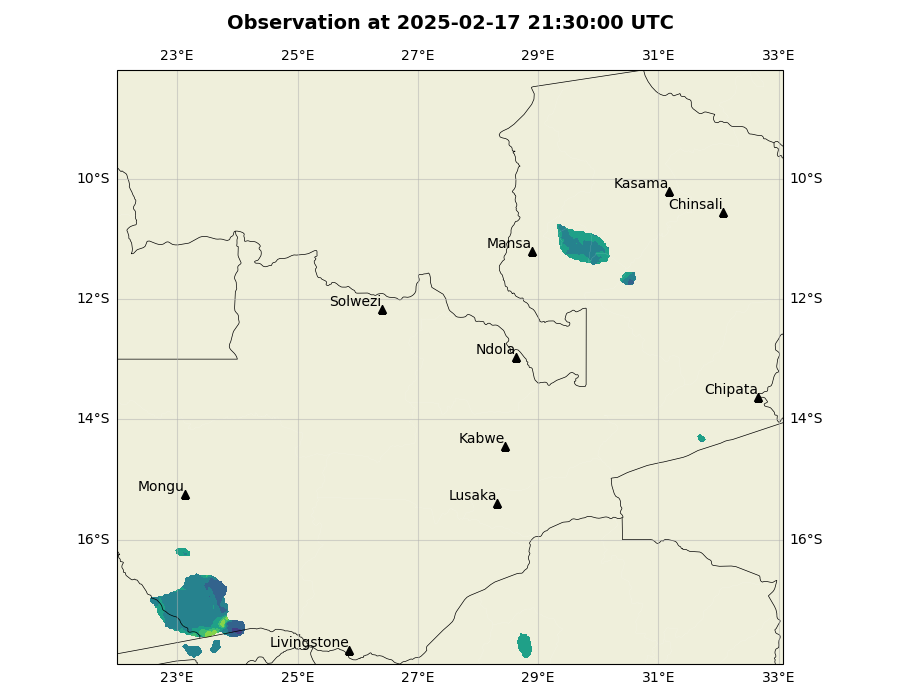 Observation at 2025-02-17 21:30:00 UTC
23°E 25°E 27°E 29°E 31°E 33°E
10°S 10°S
Kasama
Chinsali
Mansa
12°S 12°S
Solwezi
Ndola
Chipata
14°S 14°S
Kabwe
Mongu
Lusaka
16°S 16°S
Livingstone
23°E 25°E 27°E 29°E 31°E 33°E